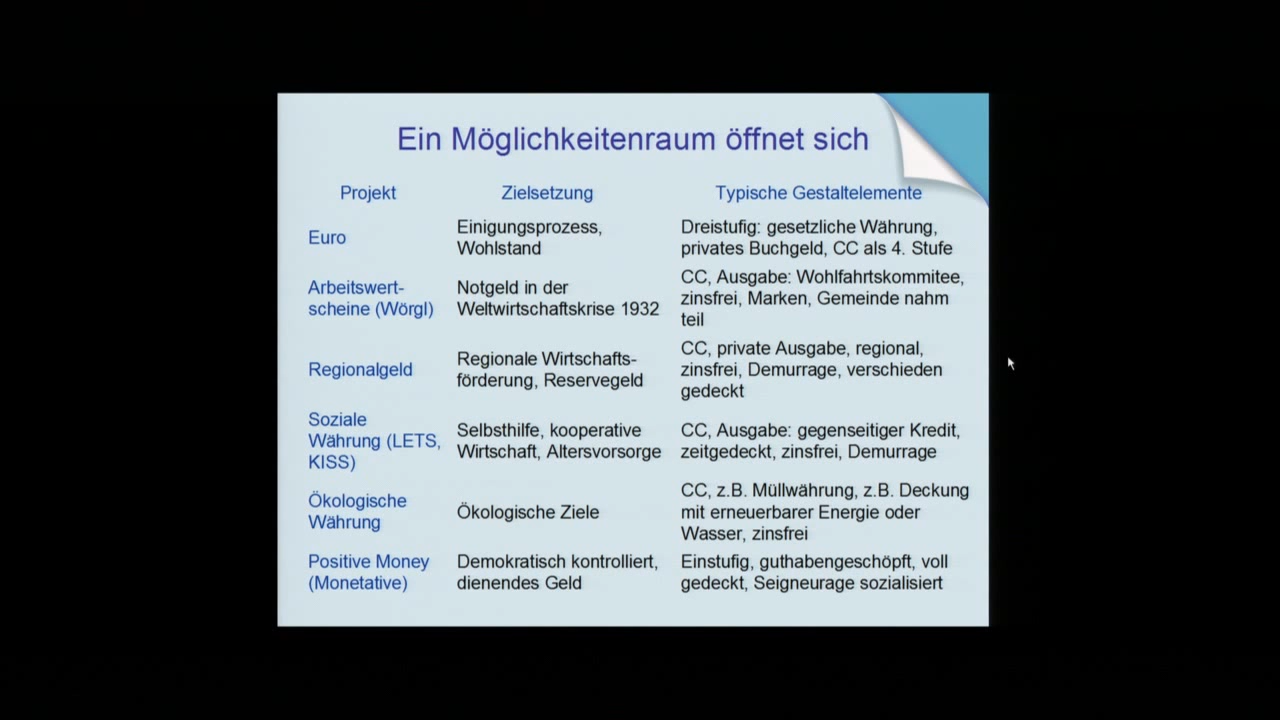 Ein Möglichkeitenraum öffnet sich
Projekt Zielsetzung Typische Gestaltelemente
Euro
Einigungsprozess,
Wohlstand
Dreistufig: gesetzliche Währung,
privates Buchgeld, CC als 4. Stufe
Arbeitswert-
scheine (Wörgl)
Notgeld in der
Weltwirtschaftskrise 1932
CC, Ausgabe: Wohlfahrtskommitee,
zinsfrei, Marken, Gemeinde nahm
teil
Regionalgeld
Regionale Wirtschafts-
förderung, Reservegeld
CC, private Ausgabe, regional,
zinsfrei, Demurrage, verschieden
gedeckt
Soziale
Währung (LETS,
KISS)
Selbsthilfe, kooperative
Wirtschaft, Altersvorsorge
CC, Ausgabe: gegenseitiger Kredit,
zeitgedeckt, zinsfrei, Demurrage
Ökologische
Währung
Ökologische Ziele
CC, z.B. Müllwährung, z.B. Deckung
mit erneuerbarer Energie oder
Wasser, zinsfrei
Positive Money
(Monetative)
Demokratisch kontrolliert,
dienendes Geld
Einstufig, guthabengeschöpft, voll
gedeckt, Seigneurage sozialisiert